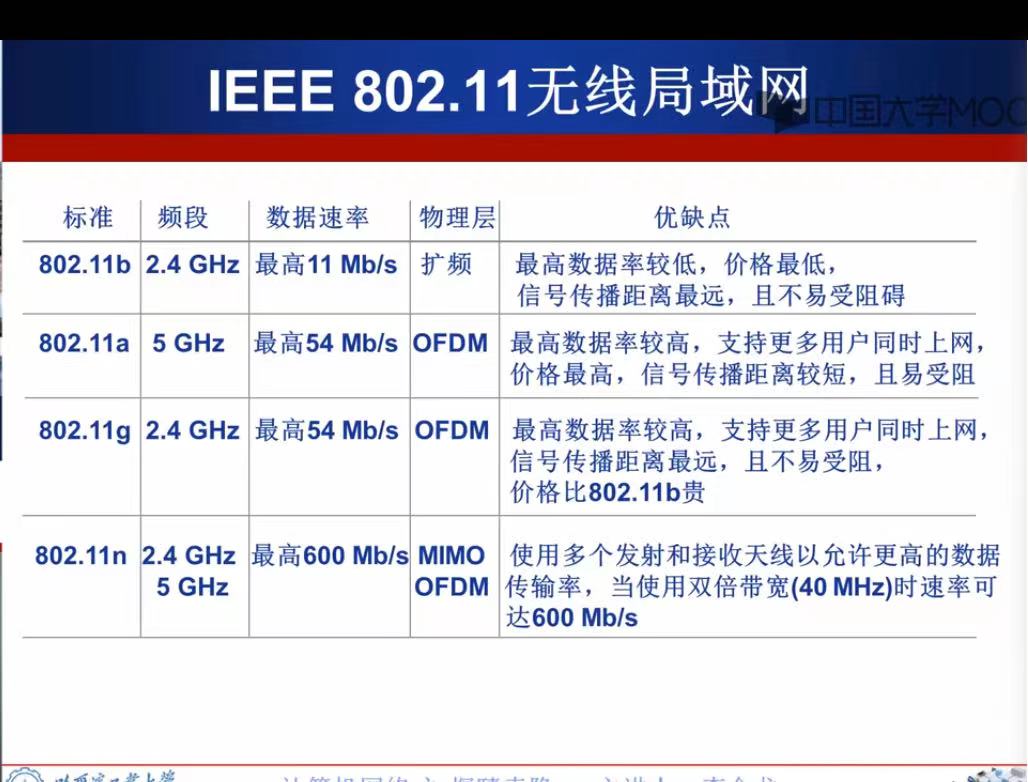 IEEE 802.11无线局域网
中国大学MOO
标准 频段 数据速率 物理层 优缺点
802.11b 2.4 GHz 最高11 Mb/s 扩频 最高数据率较低，价格最低，
信号传播距离最远，且不易受阻碍
802.11a 5 GHz 最高54 Mb/s OFDM 最高数据率较高，支持更多用户同时上网，
价格最高，信号传播距离较短，且易受阻
802.11g 2.4 GHz 最高54 Mb/s OFDM 最高数据率较高，支持更多用户同时上网，
信号传播距离最远，且不易受阻，
价格比802.11b贵
802.11n 2.4 GHz 最高600 Mb/s MIMO 使用多个发射和接收天线以允许更高的数据
5 GHz OFDM 传输率，当使用双倍带宽(40 MHz)时速率可
达600 Mb/s